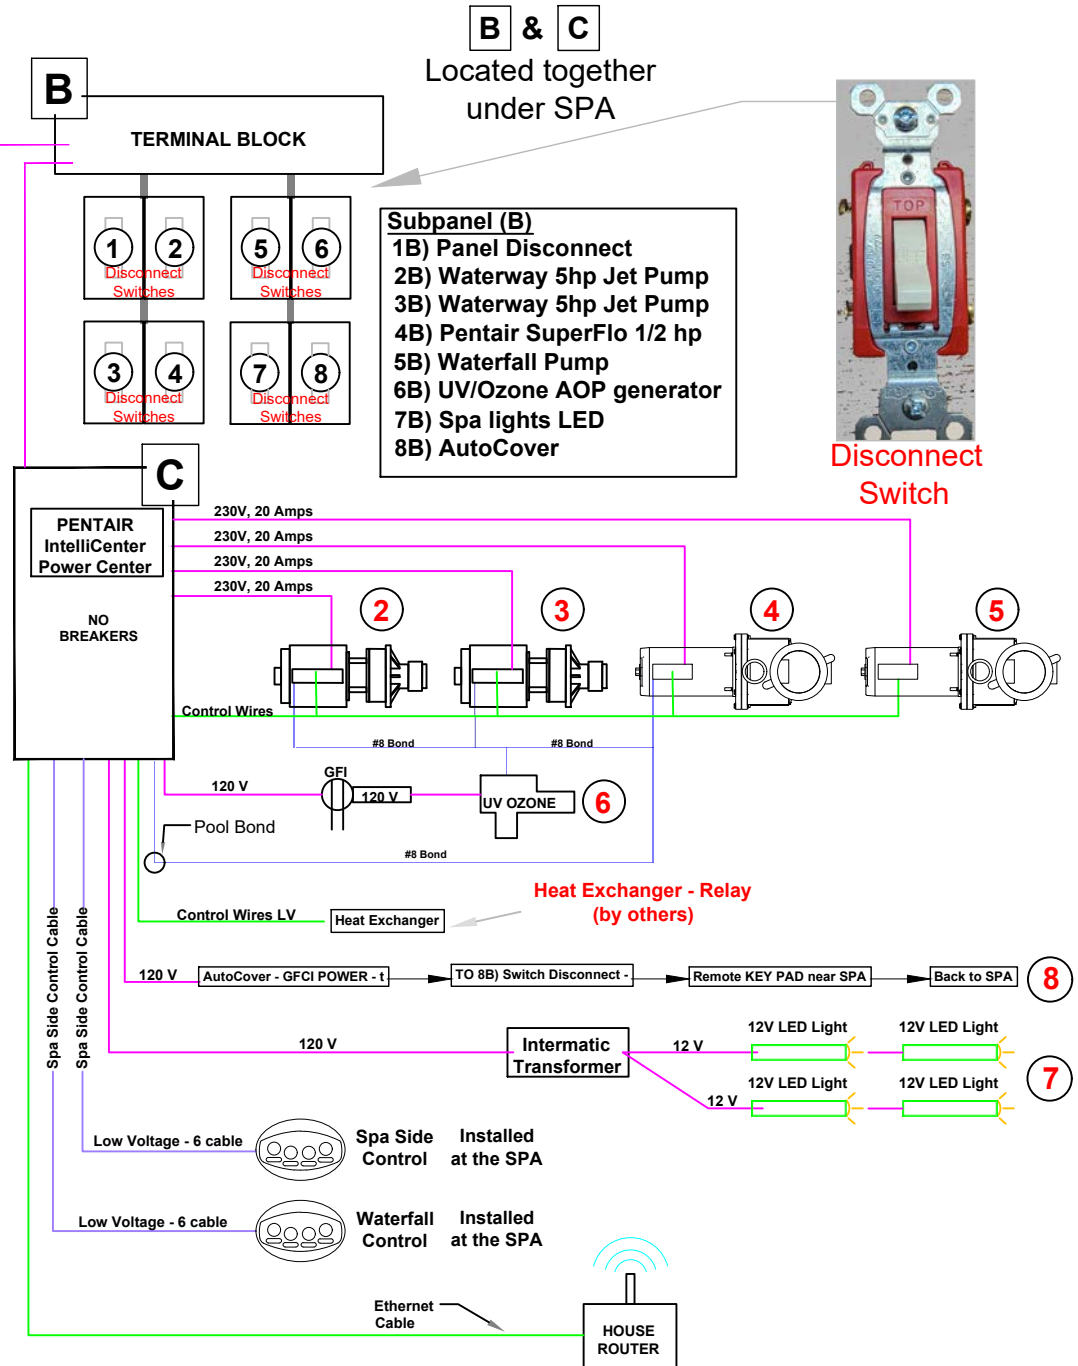 B & C
Located together
under SPA
B
TERMINAL BLOCK
1 2
Disconnect
Switches
5 6
Disconnect
Switches
3 4
Disconnect
Switches
7 8
Disconnect
Switches
Subpanel (B)
1B) Panel Disconnect
2B) Waterway 5hp Jet Pump
3B) Waterway 5hp Jet Pump
4B) Pentair SuperFlo 1/2 hp
5B) Waterfall Pump
6B) UV/Ozone AOP generator
7B) Spa lights LED
8B) AutoCover
TOP
Disconnect
Switch
C
PENTAIR
IntelliCenter
Power Center
NO
BREAKERS
230V, 20 Amps
230V, 20 Amps
230V, 20 Amps
230V, 20 Amps
2
3
4
5
Control Wires
#8 Bond
#8 Bond
120 V
GFI
120 V
UV OZONE
6
Pool Bond
#8 Bond
Heat Exchanger - Relay
(by others)
Control Wires LV
Heat Exchanger
Spa Side Control Cable
Spa Side Control Cable
120 V
AutoCover - GFCI POWER - t
TO 8B) Switch Disconnect -
Remote KEY PAD near SPA
Back to SPA
8
120 V
Intermatic
Transformer
12 V
12V LED Light
12V LED Light
12 V
12V LED Light
12V LED Light
7
Low Voltage - 6 cable
Spa Side
Control
Installed
at the SPA
Low Voltage - 6 cable
Waterfall
Control
Installed
at the SPA
Ethernet
Cable
HOUSE
ROUTER